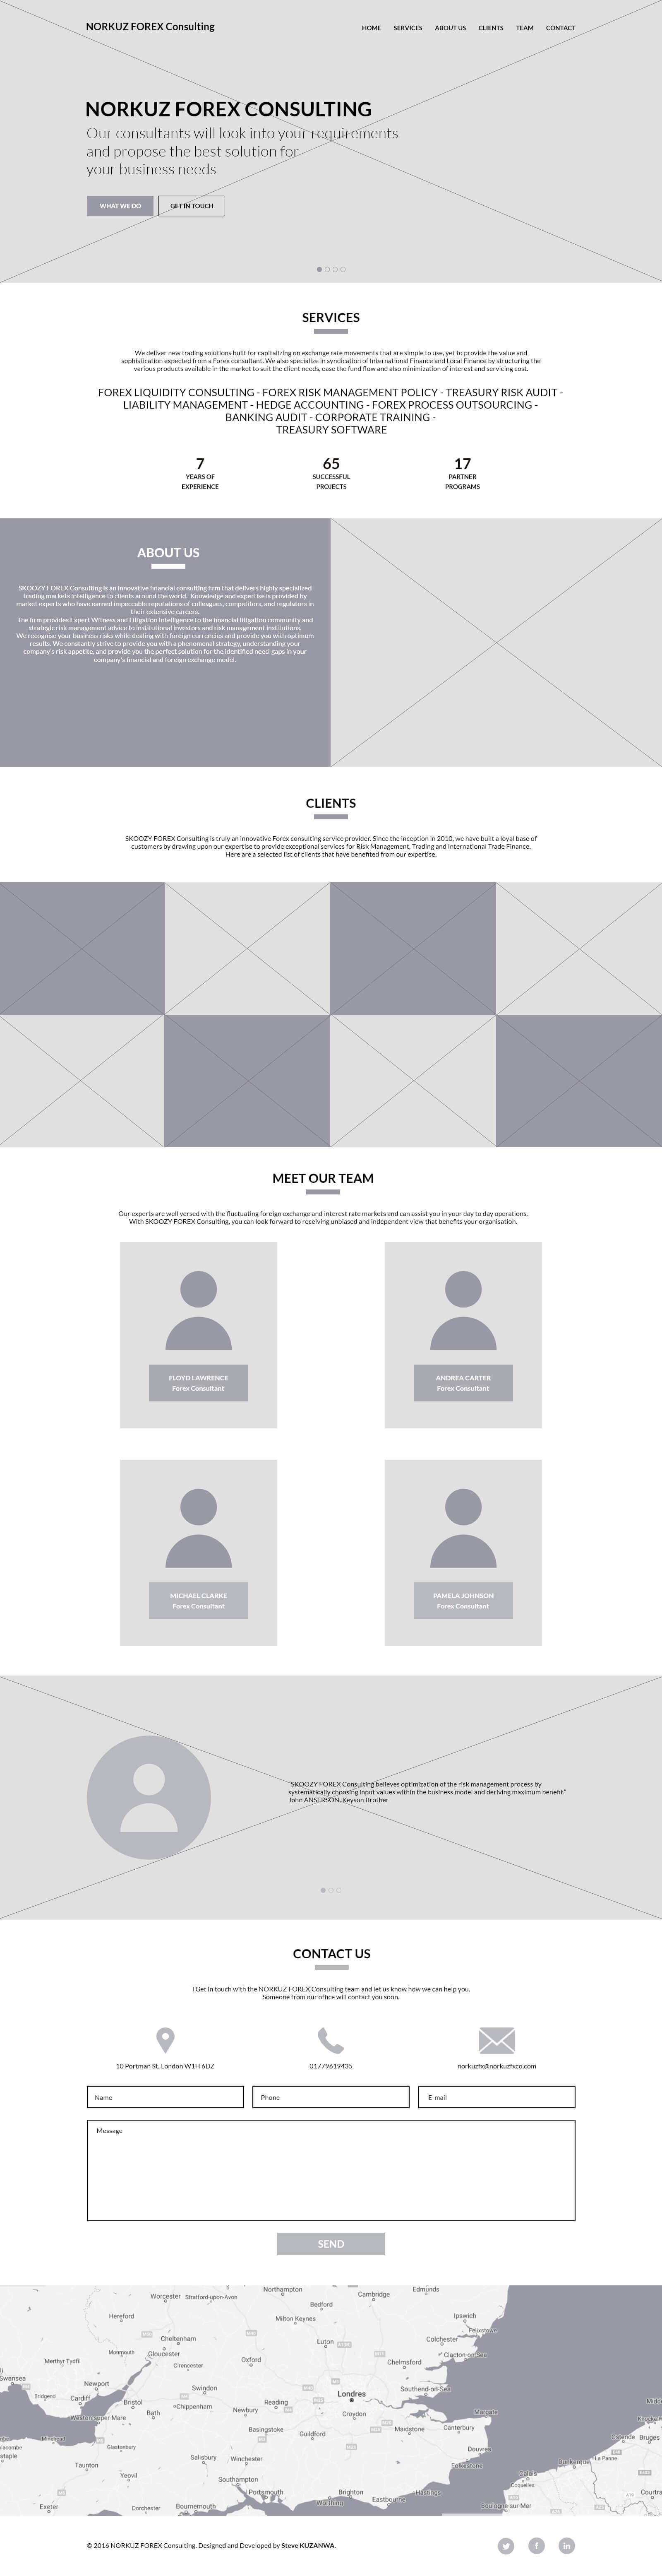 NORKUZ FOREX Consulting
HOME SERVICES ABOUT US CLIENTS TEAM CONTACT
NORKUZ FOREX CONSULTING
Our consultants will look into your requirements
and propose the best solution for
your business needs
WHAT WE DO GET IN TOUCH
SERVICES
We deliver new trading solutions built for capitalizing on exchange rate movements that are simple to use, yet to provide the value and
sophistication expected from a Forex consultant. We also specialize in syndication of International Finance and Local Finance by structuring the
various products available in the market to suit the client needs, ease the fund flow and also minimization of interest and servicing cost.
FOREX LIQUIDITY CONSULTING - FOREX RISK MANAGEMENT POLICY - TREASURY RISK AUDIT -
LIABILITY MANAGEMENT - HEDGE ACCOUNTING - FOREX PROCESS OUTSOURCING -
BANKING AUDIT - CORPORATE TRAINING -
TREASURY SOFTWARE
7 65 17
YEARS OF SUCCESSFUL PARTNER
EXPERIENCE PROJECTS PROGRAMS
ABOUT US
SKOOZY FOREX Consulting is an innovative financial consulting firm that delivers highly specialized
trading markets intelligence to clients around the world. Knowledge and expertise is provided by
market experts who have earned impeccable reputations of colleagues, competitors, and regulators in
their extensive careers.
The firm provides Expert Witness and Litigation Intelligence to the financial litigation community and
strategic risk management advice to institutional investors and risk management institutions.
We recognise your business risks while dealing with foreign currencies and provide you with optimum
results. We constantly strive to provide you with a phenomenal strategy, understanding your
company's risk appetite, and provide you the perfect solution for the identified need-gaps in your
company's financial and foreign exchange model.
CLIENTS
SKOOZY FOREX Consulting is truly an innovative Forex consulting service provider. Since the inception in 2010, we have built a loyal base of
customers by drawing upon our expertise to provide exceptional services for Risk Management, Trading and International Trade Finance.
Here are a selected list of clients that have benefited from our expertise.
MEET OUR TEAM
Our experts are well versed with the fluctuating foreign exchange and interest rate markets and can assist you in your day to day operations.
With SKOOZY FOREX Consulting, you can look forward to receiving unbiased and independent view that benefits your organisation.
FLOYD LAWRENCE
Forex Consultant
ANDREA CARTER
Forex Consultant
MICHAEL CLARKE
Forex Consultant
PAMELA JOHNSON
Forex Consultant
"SKOOZY FOREX Consulting believes optimization of the risk management process by
systematically choosing input values within the business model and deriving maximum benefit."
John ANSERSON, Keyson Brother
CONTACT US
TGet in touch with the NORKUZ FOREX Consulting team and let us know how we can help you.
Someone from our office will contact you soon.
10 Portman St, London W1H 6DZ
01779619435
norkuzfx@norkuzfxco.com
Name Phone E-mail
Message
SEND
Northampton Edmunds
Worcester Stratford-upon-Avon Cambridge
Bedford
Hereford Milton Keynes Ipswich
Felixstowe
Cheltenham Luton Colchester
Monmouth Gloucester Clacton-on-Sea
Merthyr Tydfil Cirencester Oxford Chelmsford
Swansea Newport Swindon Londres Southend-on-Sea
Bridgend Cardiff Bristol Chippenham Reading
Bath Newbury Croydon Margate
Weston-super-Mare Basingstoke Guildford Maidstone Canterbury
Minehead Glastonbury Douvres Ostende Bruges
Taunton Salisbury Winchester Folkestone Dunkerque La Panne
Yeovil Southampton Calais
Portsmouth Brighton Hastings Coquelles
Exeter Dorchester Bournemouth Worthing Eastbourne Boulogne-sur-Mer Courtra
© 2016 NORKUZ FOREX Consulting. Designed and Developed by Steve KUZANWA.